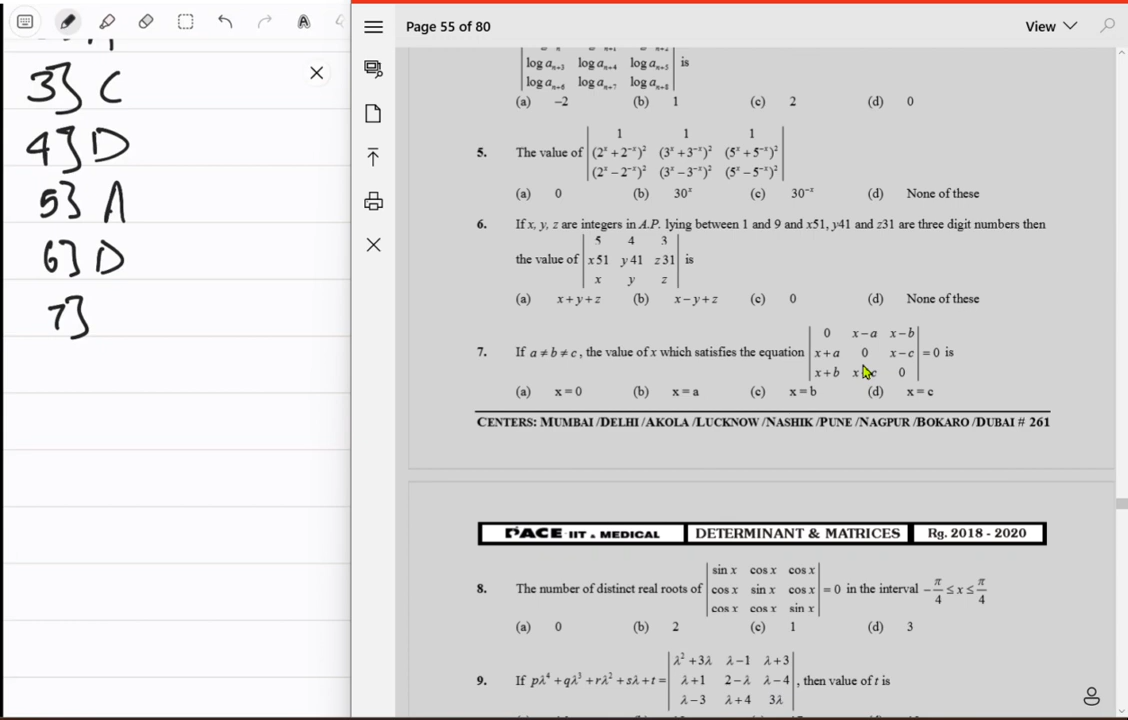 Page 55 of 80
View
3} C
4} D
5} A
6} D
7}
log aₙ₊₃ log aₙ₊₄ log aₙ₊₅ is
log aₙ₊₆ log aₙ₊₇ log aₙ₊₈
(a) −2 (b) 1 (c) 2 (d) 0
1 1 1
5. The value of (2ˣ + 2⁻ˣ)² (3ˣ + 3⁻ˣ)² (5ˣ + 5⁻ˣ)²
(2ˣ − 2⁻ˣ)² (3ˣ − 3⁻ˣ)² (5ˣ − 5⁻ˣ)²
(a) 0 (b) 30ˣ (c) 30⁻ˣ (d) None of these
6. If x, y, z are integers in A.P. lying between 1 and 9 and x51, y41 and z31 are three digit numbers then
5 4 3
the value of x51 y41 z31 is
x y z
(a) x + y + z (b) x − y + z (c) 0 (d) None of these
0 x − a x − b
7. If a ≠ b ≠ c, the value of x which satisfies the equation x + a 0 x − c = 0 is
x + b x c 0
(a) x = 0 (b) x = a (c) x = b (d) x = c
CENTERS: MUMBAI /DELHI /AKOLA /LUCKNOW /NASHIK /PUNE /NAGPUR /BOKARO /DUBAI # 261
PACE IIT & MEDICAL DETERMINANT & MATRICES Rg. 2018 - 2020
sin x cos x cos x
8. The number of distinct real roots of cos x sin x cos x = 0 in the interval −π/4 ≤ x ≤ π/4
cos x cos x sin x
(a) 0 (b) 2 (c) 1 (d) 3
λ² + 3λ λ − 1 λ + 3
9. If pλ⁴ + qλ³ + rλ² + sλ + t = λ + 1 2 − λ λ − 4 , then value of t is
λ − 3 λ + 4 3λ